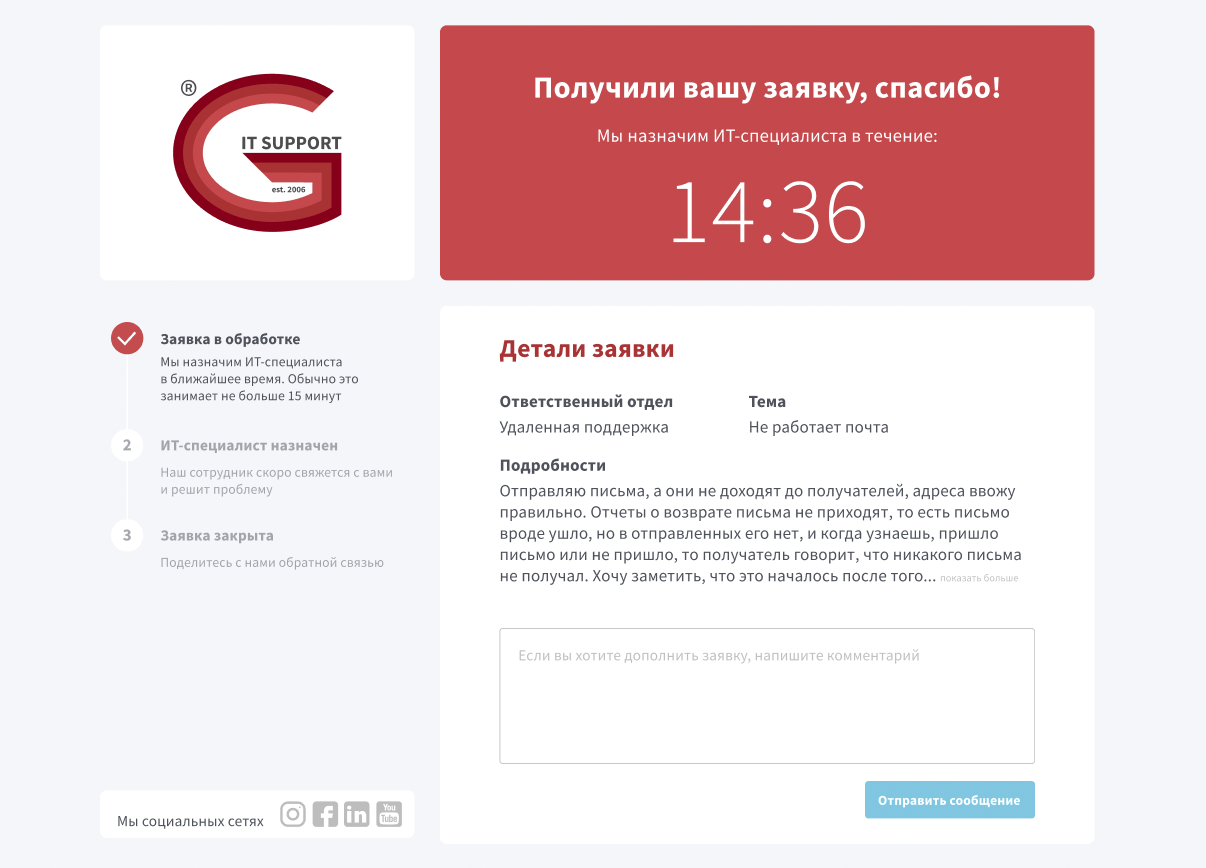 ®
IT SUPPORT
est. 2006
Получили вашу заявку, спасибо!
Мы назначим ИТ-специалиста в течение:
14:36
Заявка в обработке
Мы назначим ИТ-специалиста
в ближайшее время. Обычно это
занимает не больше 15 минут
2
ИТ-специалист назначен
Наш сотрудник скоро свяжется с вами
и решит проблему
3
Заявка закрыта
Поделитесь с нами обратной связью
Мы социальных сетях
in
You
Tube
Детали заявки
Ответственный отдел
Удаленная поддержка
Тема
Не работает почта
Подробности
Отправляю письма, а они не доходят до получателей, адреса ввожу
правильно. Отчеты о возврате письма не приходят, то есть письмо
вроде ушло, но в отправленных его нет, и когда узнаешь, пришло
письмо или не пришло, то получатель говорит, что никакого письма
не получал. Хочу заметить, что это началось после того... показать больше
Если вы хотите дополнить заявку, напишите комментарий
Отправить сообщение